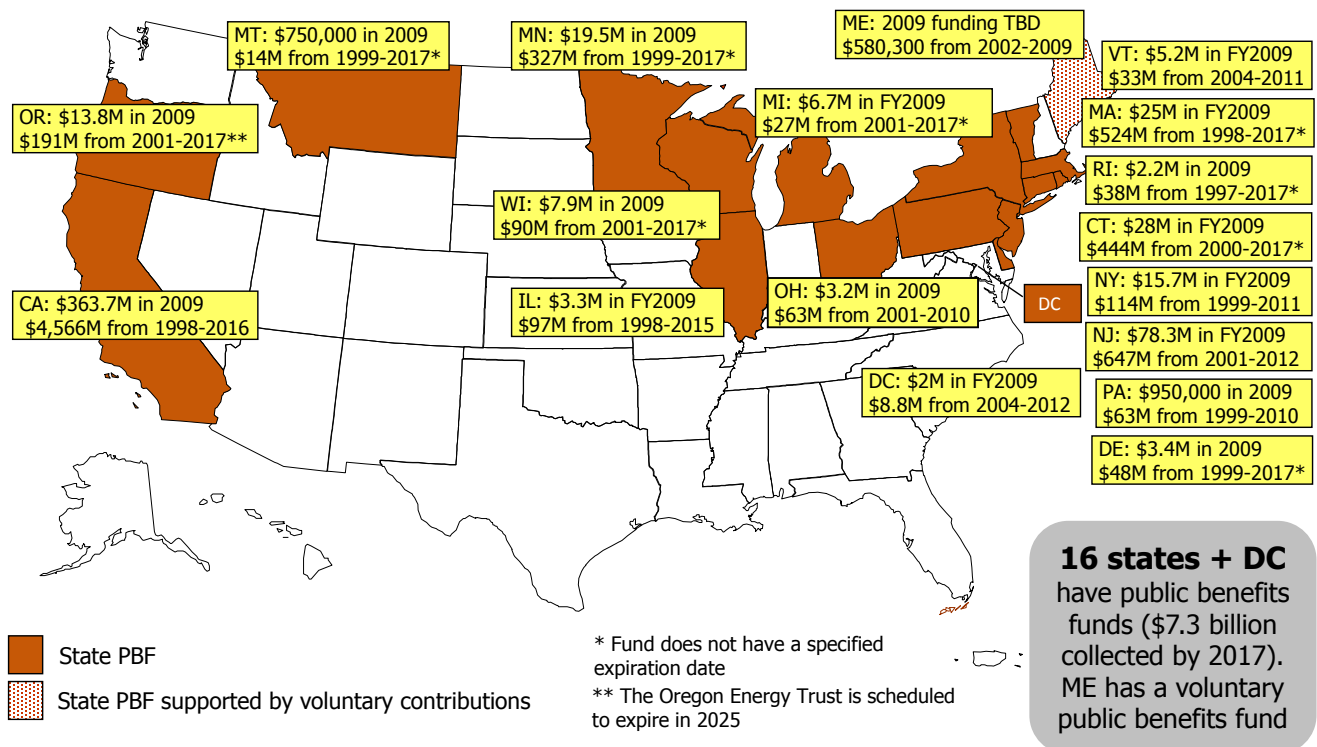 MT: $750,000 in 2009
$14M from 1999-2017*
MN: $19.5M in 2009
$327M from 1999-2017*
ME: 2009 funding TBD
$580,300 from 2002-2009
VT: $5.2M in FY2009
$33M from 2004-2011
OR: $13.8M in 2009
$191M from 2001-2017**
MI: $6.7M in FY2009
$27M from 2001-2017*
MA: $25M in FY2009
$524M from 1998-2017*
RI: $2.2M in 2009
$38M from 1997-2017*
WI: $7.9M in 2009
$90M from 2001-2017*
CT: $28M in FY2009
$444M from 2000-2017*
CA: $363.7M in 2009
$4,566M from 1998-2016
IL: $3.3M in FY2009
$97M from 1998-2015
OH: $3.2M in 2009
$63M from 2001-2010
DC
NY: $15.7M in FY2009
$114M from 1999-2011
NJ: $78.3M in FY2009
$647M from 2001-2012
DC: $2M in FY2009
$8.8M from 2004-2012
PA: $950,000 in 2009
$63M from 1999-2010
DE: $3.4M in 2009
$48M from 1999-2017*
16 states + DC
have public benefits
funds ($7.3 billion
collected by 2017).
ME has a voluntary
public benefits fund
State PBF
State PBF supported by voluntary contributions
* Fund does not have a specified
expiration date
** The Oregon Energy Trust is scheduled
to expire in 2025